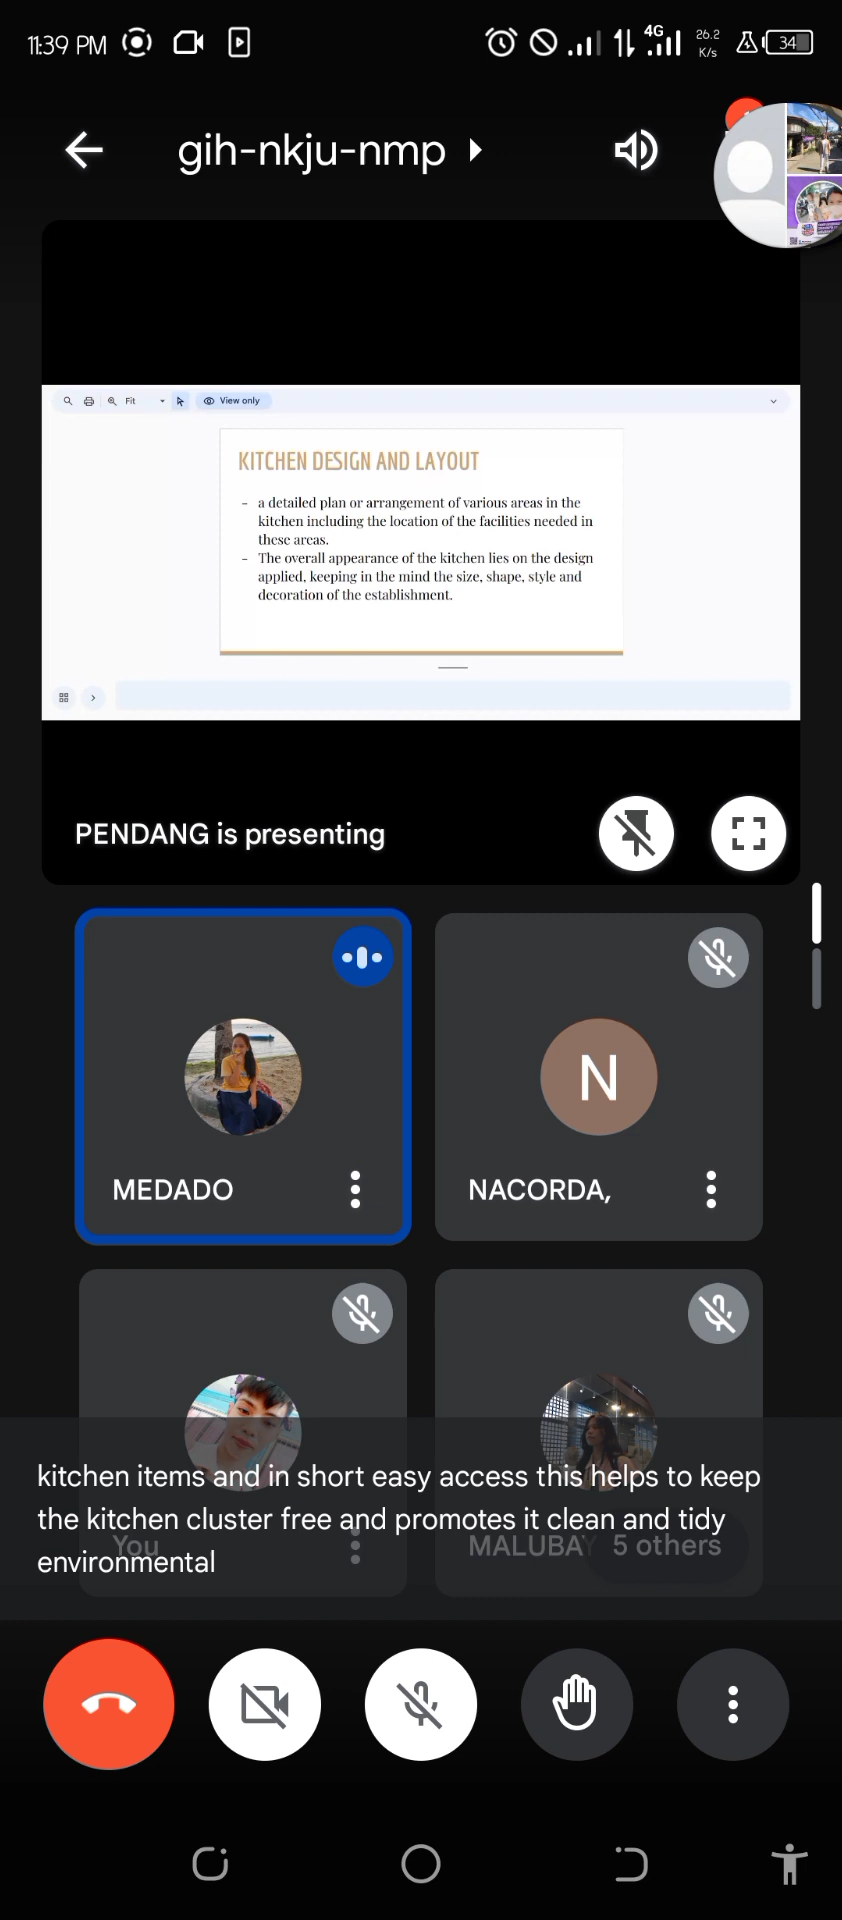 11:39 PM 4G 26.2 K/s 34
gih-nkju-nmp
Fit View only
KITCHEN DESIGN AND LAYOUT
- a detailed plan or arrangement of various areas in the
kitchen including the location of the facilities needed in
these areas.
- The overall appearance of the kitchen lies on the design
applied, keeping in the mind the size, shape, style and
decoration of the establishment.
PENDANG is presenting
MEDADO
N
NACORDA,
kitchen items and in short easy access this helps to keep
the kitchen cluster free and promotes it clean and tidy
environmental
You
MALUBAY 5 others